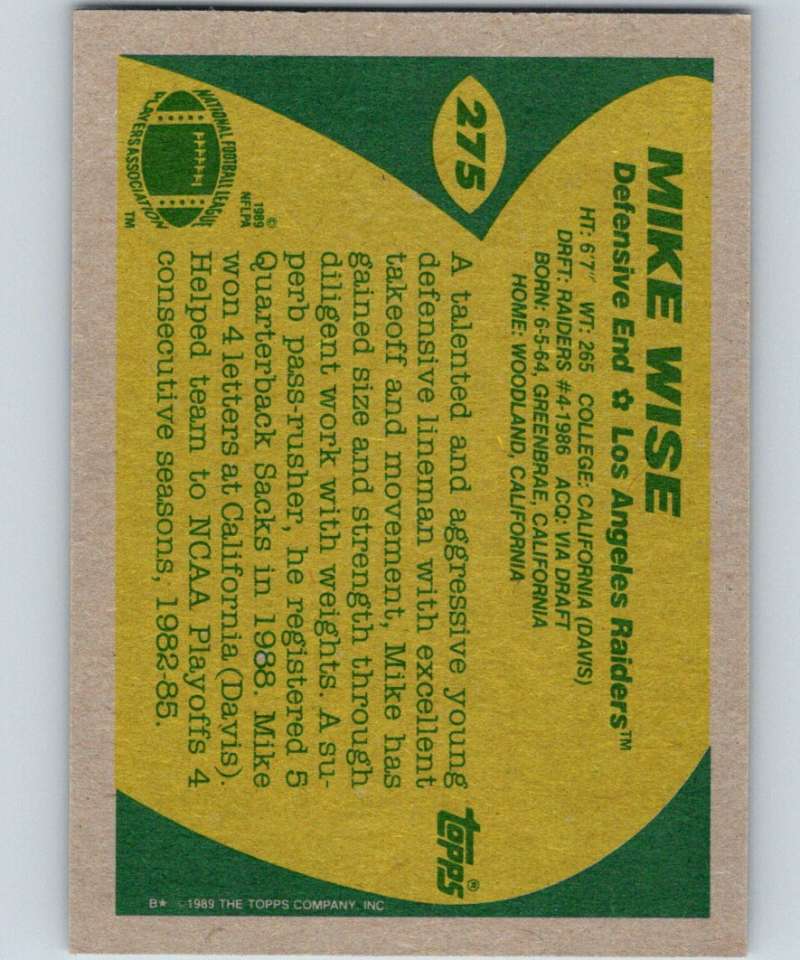 275
MIKE WISE
Defensive End ✿ Los Angeles Raiders™
HT: 6'7" WT: 265 COLLEGE: CALIFORNIA (DAVIS)
DRFT: RAIDERS #4-1986 ACQ: VIA DRAFT
BORN: 6-5-64, GREENBRAE, CALIFORNIA
HOME: WOODLAND, CALIFORNIA
NATIONAL FOOTBALL LEAGUE
PLAYERS ASSOCIATION
™
©
1989
NFLPA
A talented and aggressive young
defensive lineman with excellent
takeoff and movement, Mike has
gained size and strength through
diligent work with weights. A su-
perb pass-rusher, he registered 5
Quarterback Sacks in 1988. Mike
won 4 letters at California (Davis).
Helped team to NCAA Playoffs 4
consecutive seasons, 1982-85.
topps®
B* ©1989 THE TOPPS COMPANY, INC